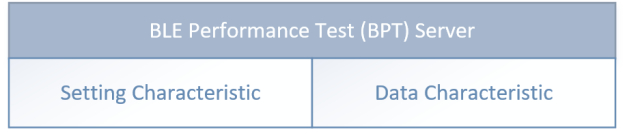 BLE Performance Test (BPT) Server
Setting Characteristic
Data Characteristic